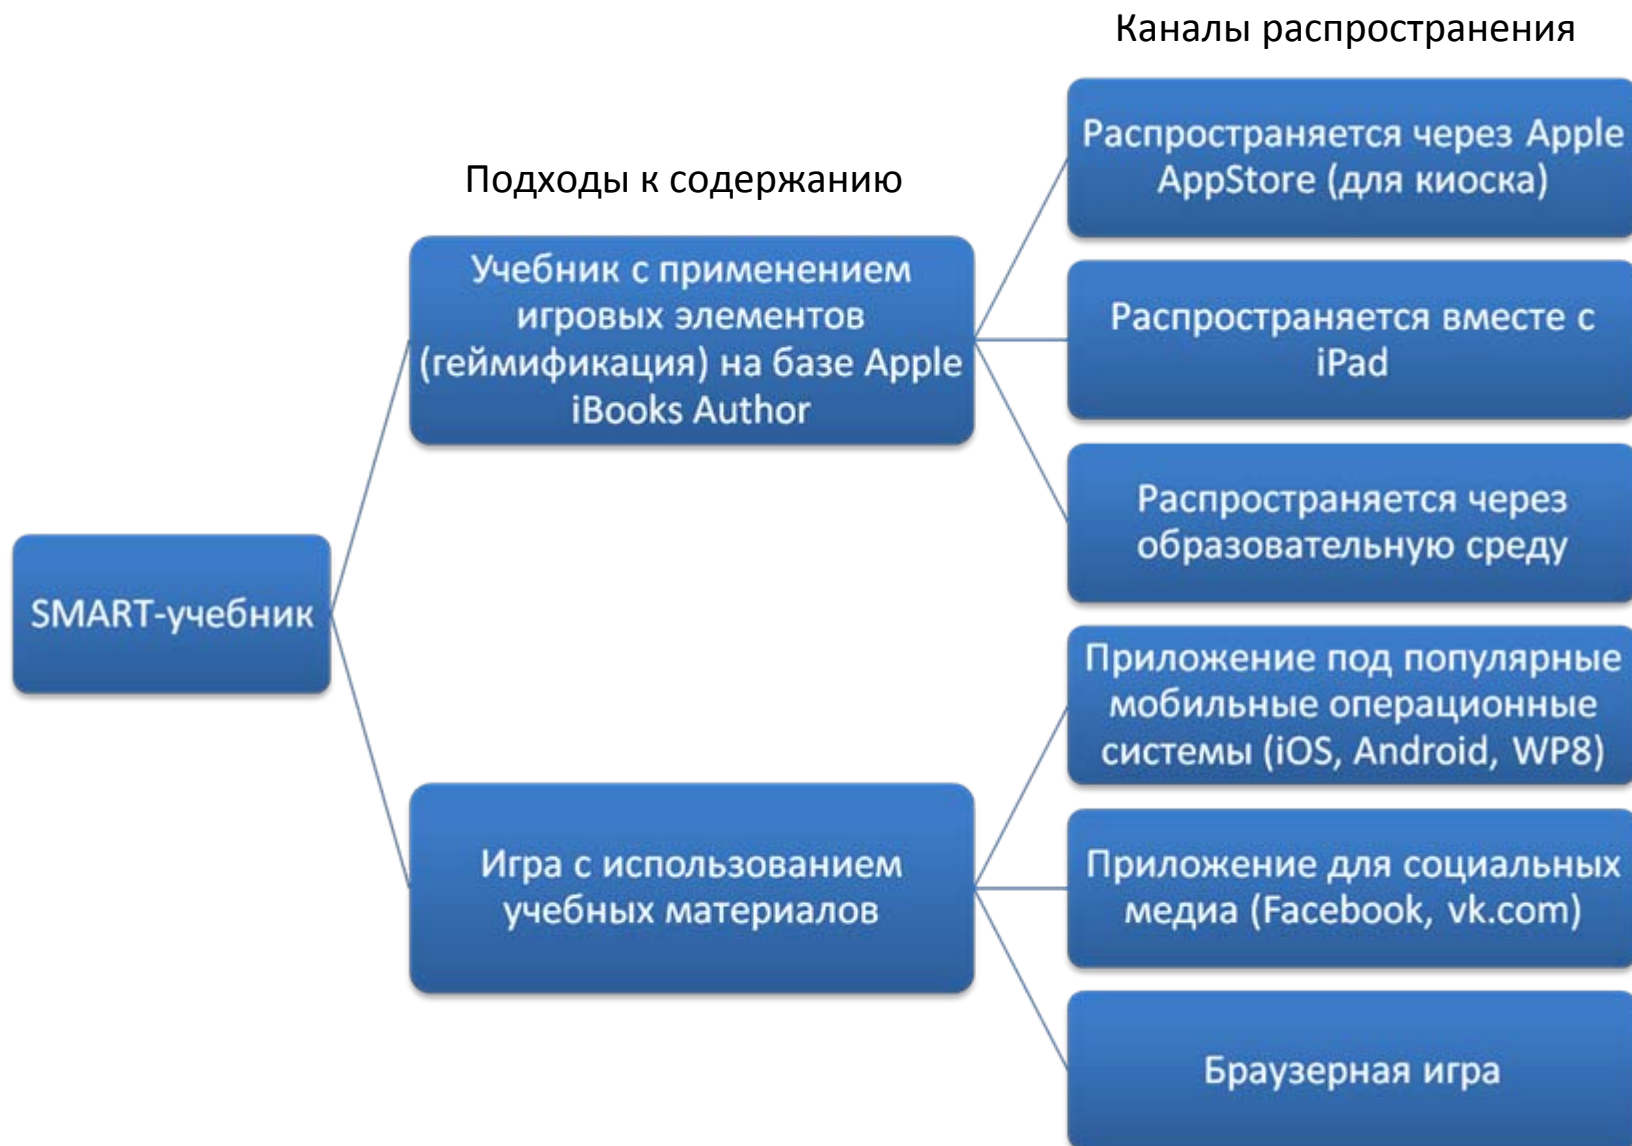 Каналы распространения
Распространяется через Apple
AppStore (для киоска)
Подходы к содержанию
Учебник с применением
игровых элементов
(геймификация) на базе Apple
iBooks Author
Распространяется вместе с
iPad
Распространяется через
образовательную среду
SMART-учебник
Приложение под популярные
мобильные операционные
системы (iOS, Android, WP8)
Игра с использованием
учебных материалов
Приложение для социальных
медиа (Facebook, vk.com)
Браузерная игра